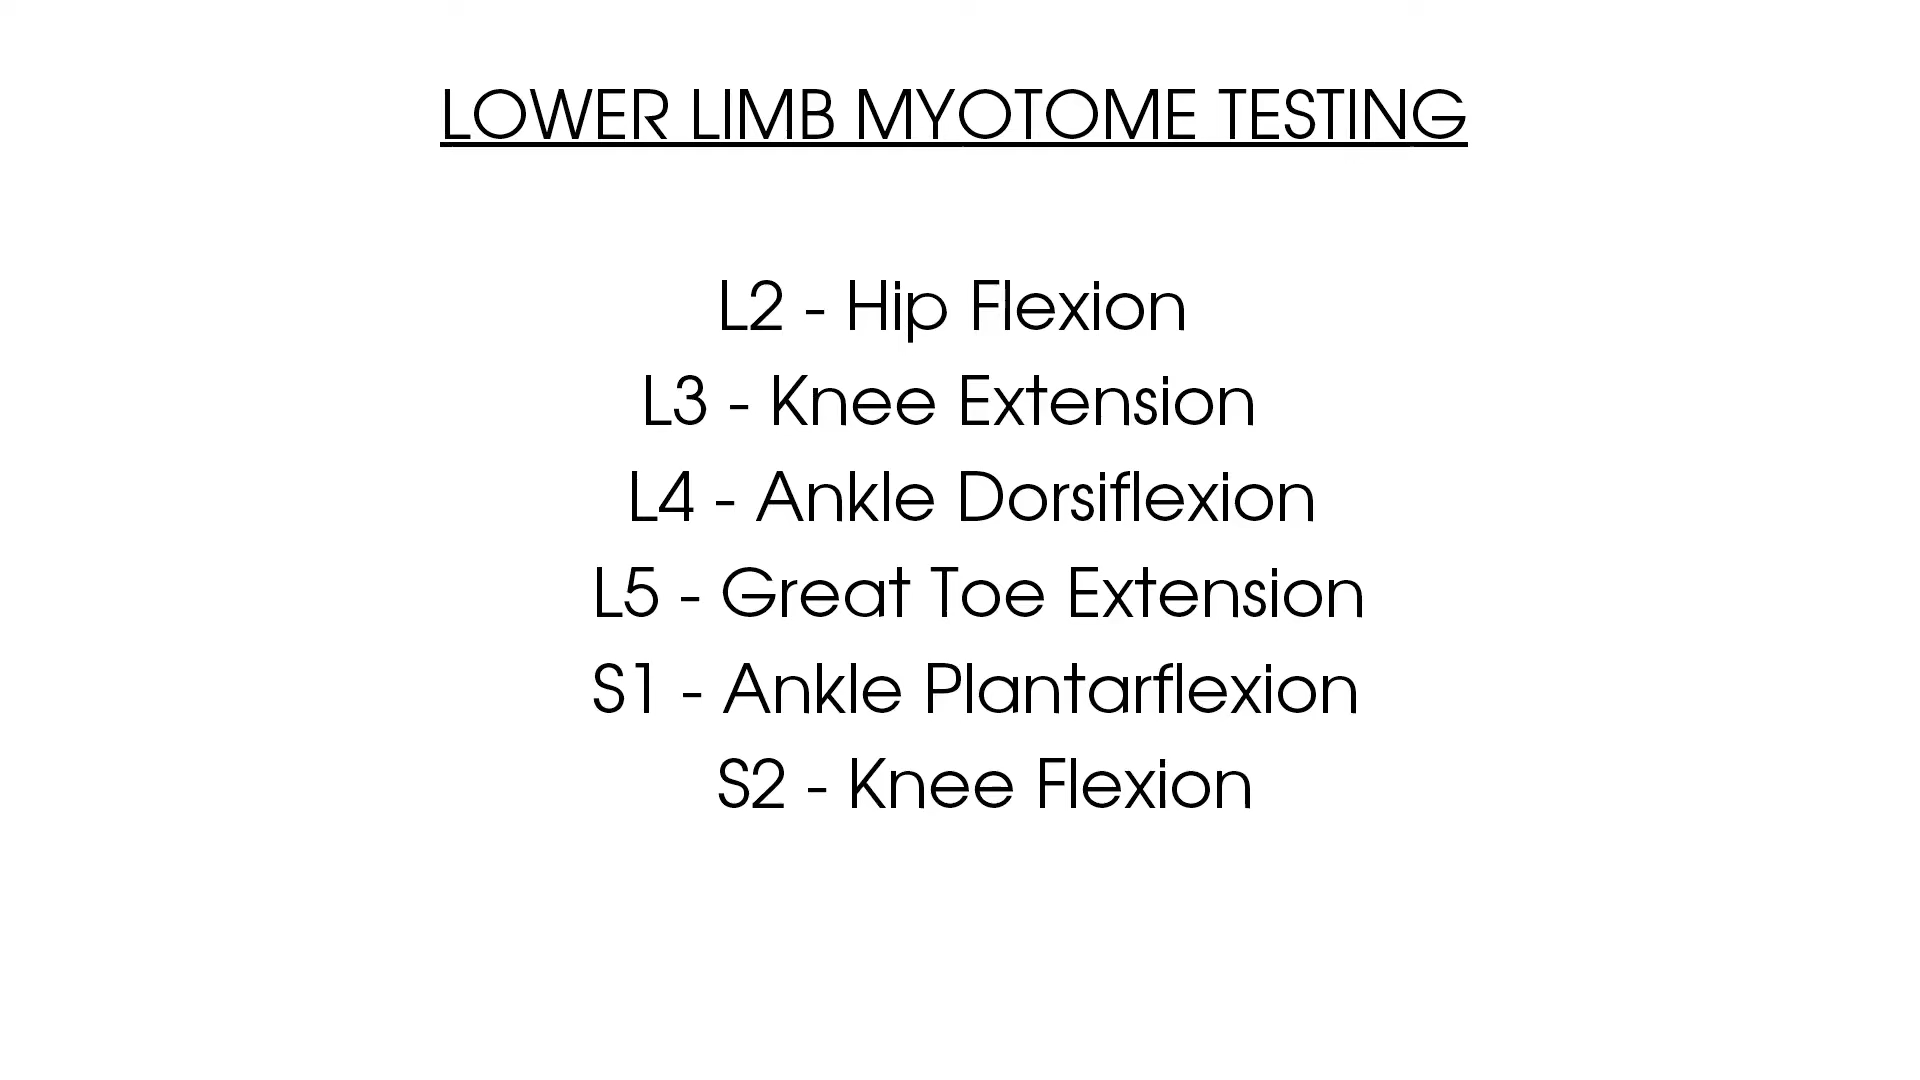 LOWER LIMB MYOTOME TESTING
L2 - Hip Flexion
L3 - Knee Extension
L4 - Ankle Dorsiflexion
L5 - Great Toe Extension
S1 - Ankle Plantarflexion
S2 - Knee Flexion